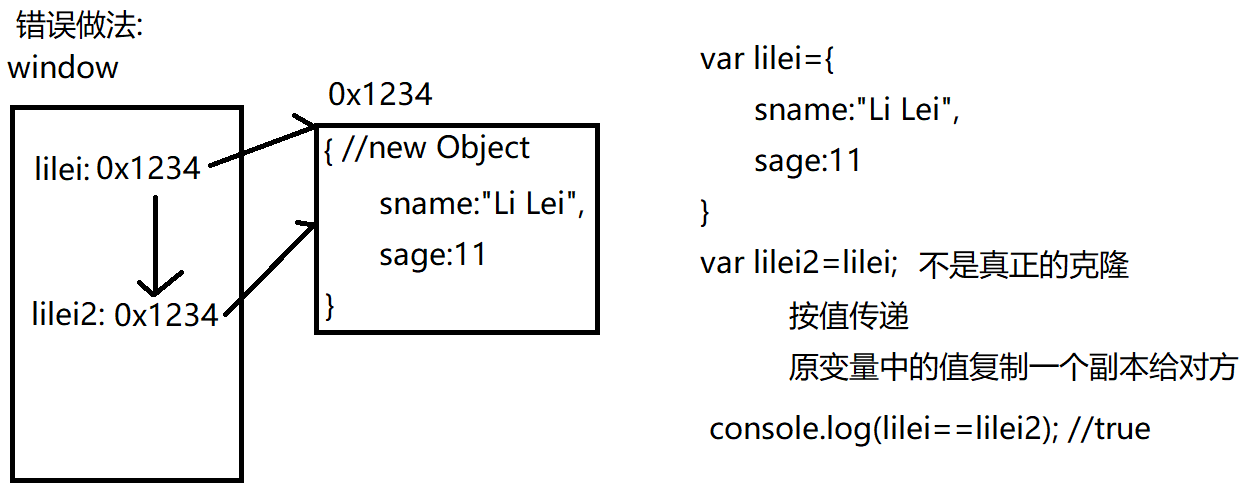 错误做法:
window
0x1234
lilei: 0x1234
{ //new Object
sname:"Li Lei",
sage:11
}
lilei2: 0x1234
var lilei={
sname:"Li Lei",
sage:11
}
var lilei2=lilei; 不是真正的克隆
按值传递
原变量中的值复制一个副本给对方
console.log(lilei==lilei2); //true